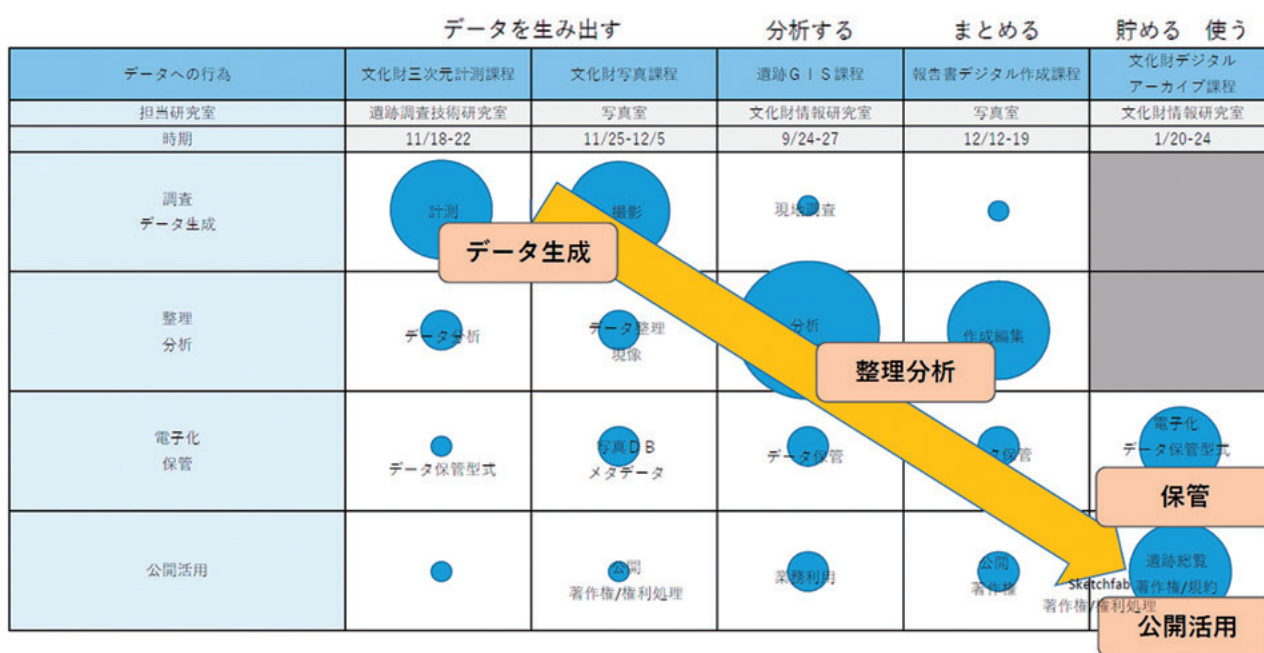 データを生み出す
分析する
まとめる
貯める 使う
データへの行為
文化財三次元計測課程
文化財写真課程
遺跡GIS課程
報告書デジタル作成課程
文化財デジタル
アーカイブ課程
担当研究室
遺跡調査技術研究室
写真室
文化財情報研究室
写真室
文化財情報研究室
時期
11/18-22
11/25-12/5
9/24-27
12/12-19
1/20-24
調査
データ生成
計測
撮影
現地調査
データ生成
整理
分析
データ分析
データ整理
現像
分析
作成編集
整理分析
電子化
保管
データ保管型式
写真DB
メタデータ
データ保管
タ保管
電子化
データ保管型式
保管
公開活用
公開
著作権/権利処理
業務利用
公開
著作権
Sketchfab
著作権/権利処理
遺跡総覧
著作権/規約
公開活用